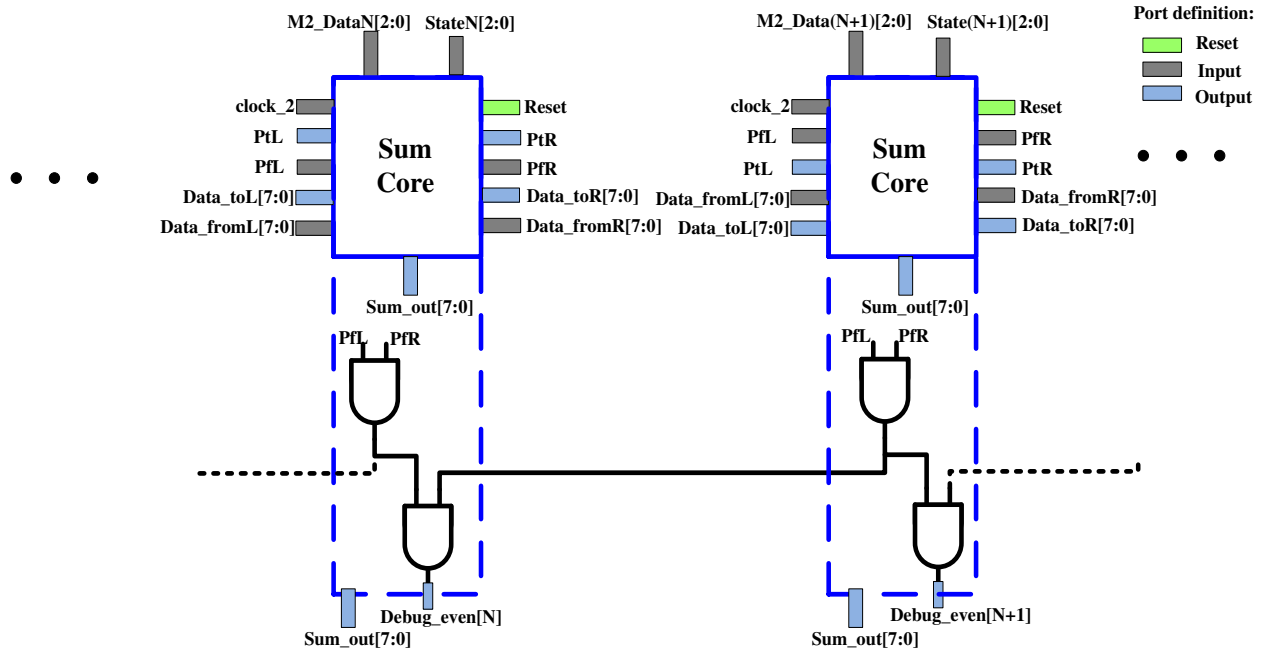 M2_DataN[2:0]
StateN[2:0]
clock_2
PtL
PfL
Data_toL[7:0]
Data_fromL[7:0]
Sum
Core
Reset
PtR
PfR
Data_toR[7:0]
Data_fromR[7:0]
Sum_out[7:0]
PfL
PfR
Debug_even[N]
Sum_out[7:0]
M2_Data(N+1)[2:0]
State(N+1)[2:0]
clock_2
PfL
PtL
Data_fromL[7:0]
Data_toL[7:0]
Sum
Core
Reset
PfR
PtR
Data_fromR[7:0]
Data_toR[7:0]
Sum_out[7:0]
PfL
PfR
Debug_even[N+1]
Sum_out[7:0]
Port definition:
Reset
Input
Output